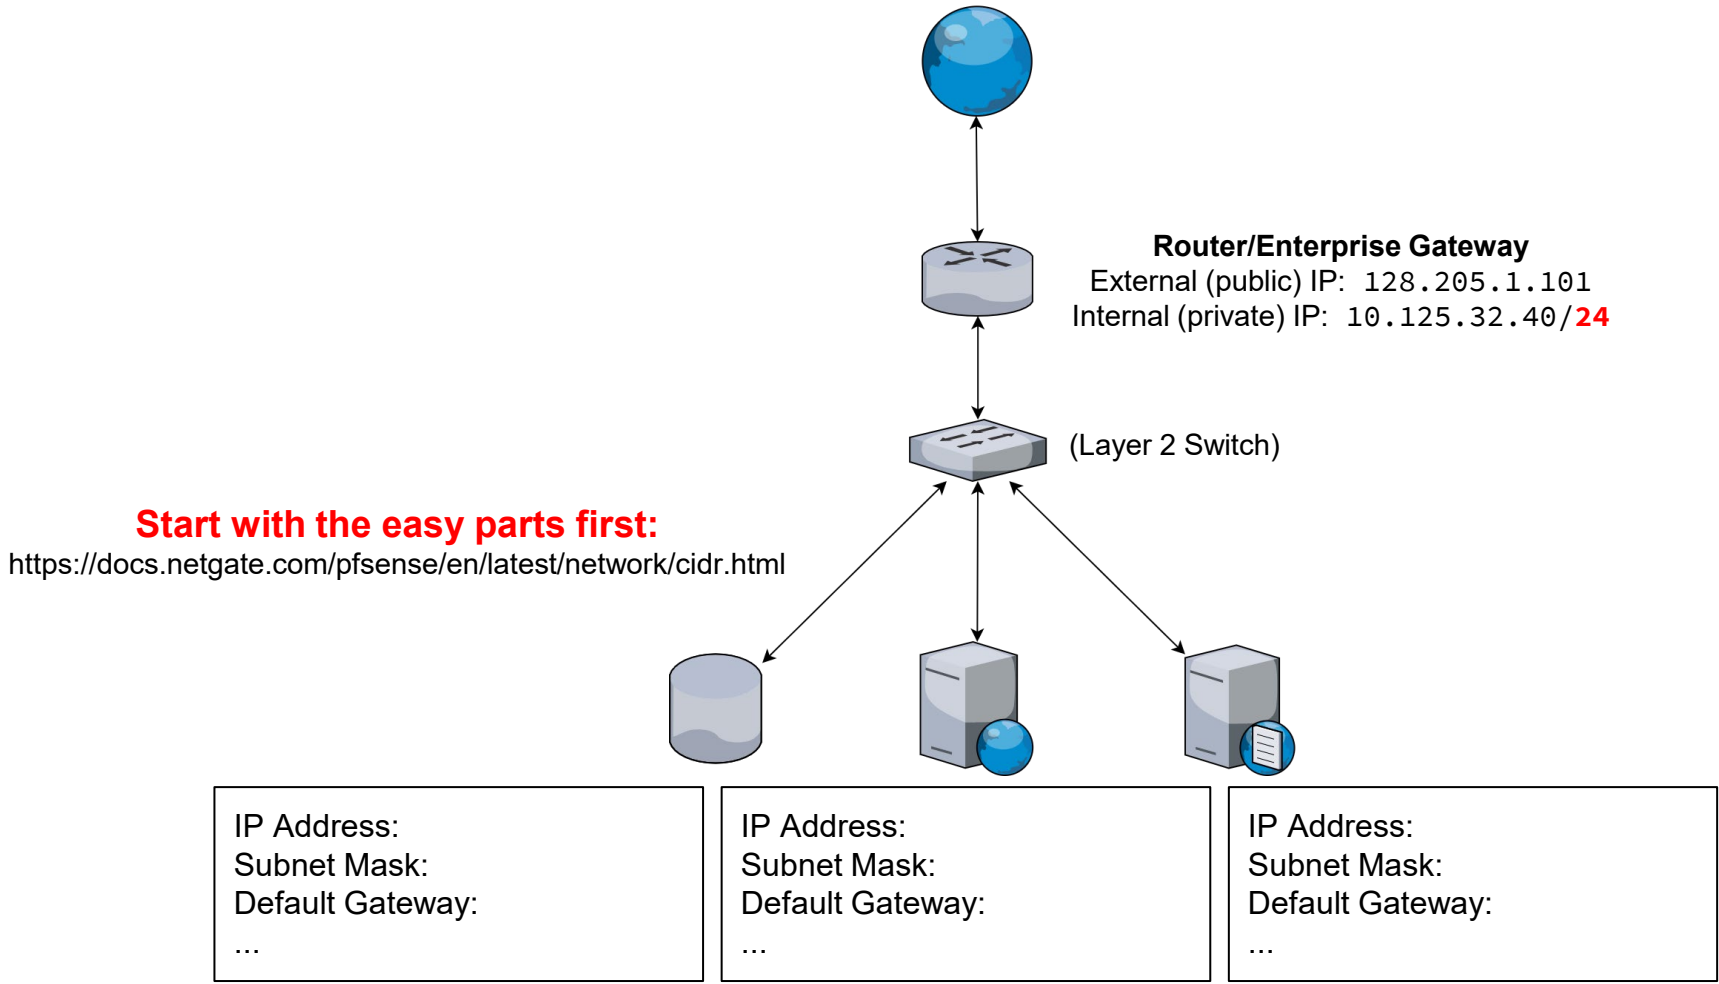 Router/Enterprise Gateway
External (public) IP: 128.205.1.101
Internal (private) IP: 10.125.32.40/24
(Layer 2 Switch)
Start with the easy parts first:
https://docs.netgate.com/pfsense/en/latest/network/cidr.html
IP Address:
Subnet Mask:
Default Gateway:
...
IP Address:
Subnet Mask:
Default Gateway:
...
IP Address:
Subnet Mask:
Default Gateway:
...